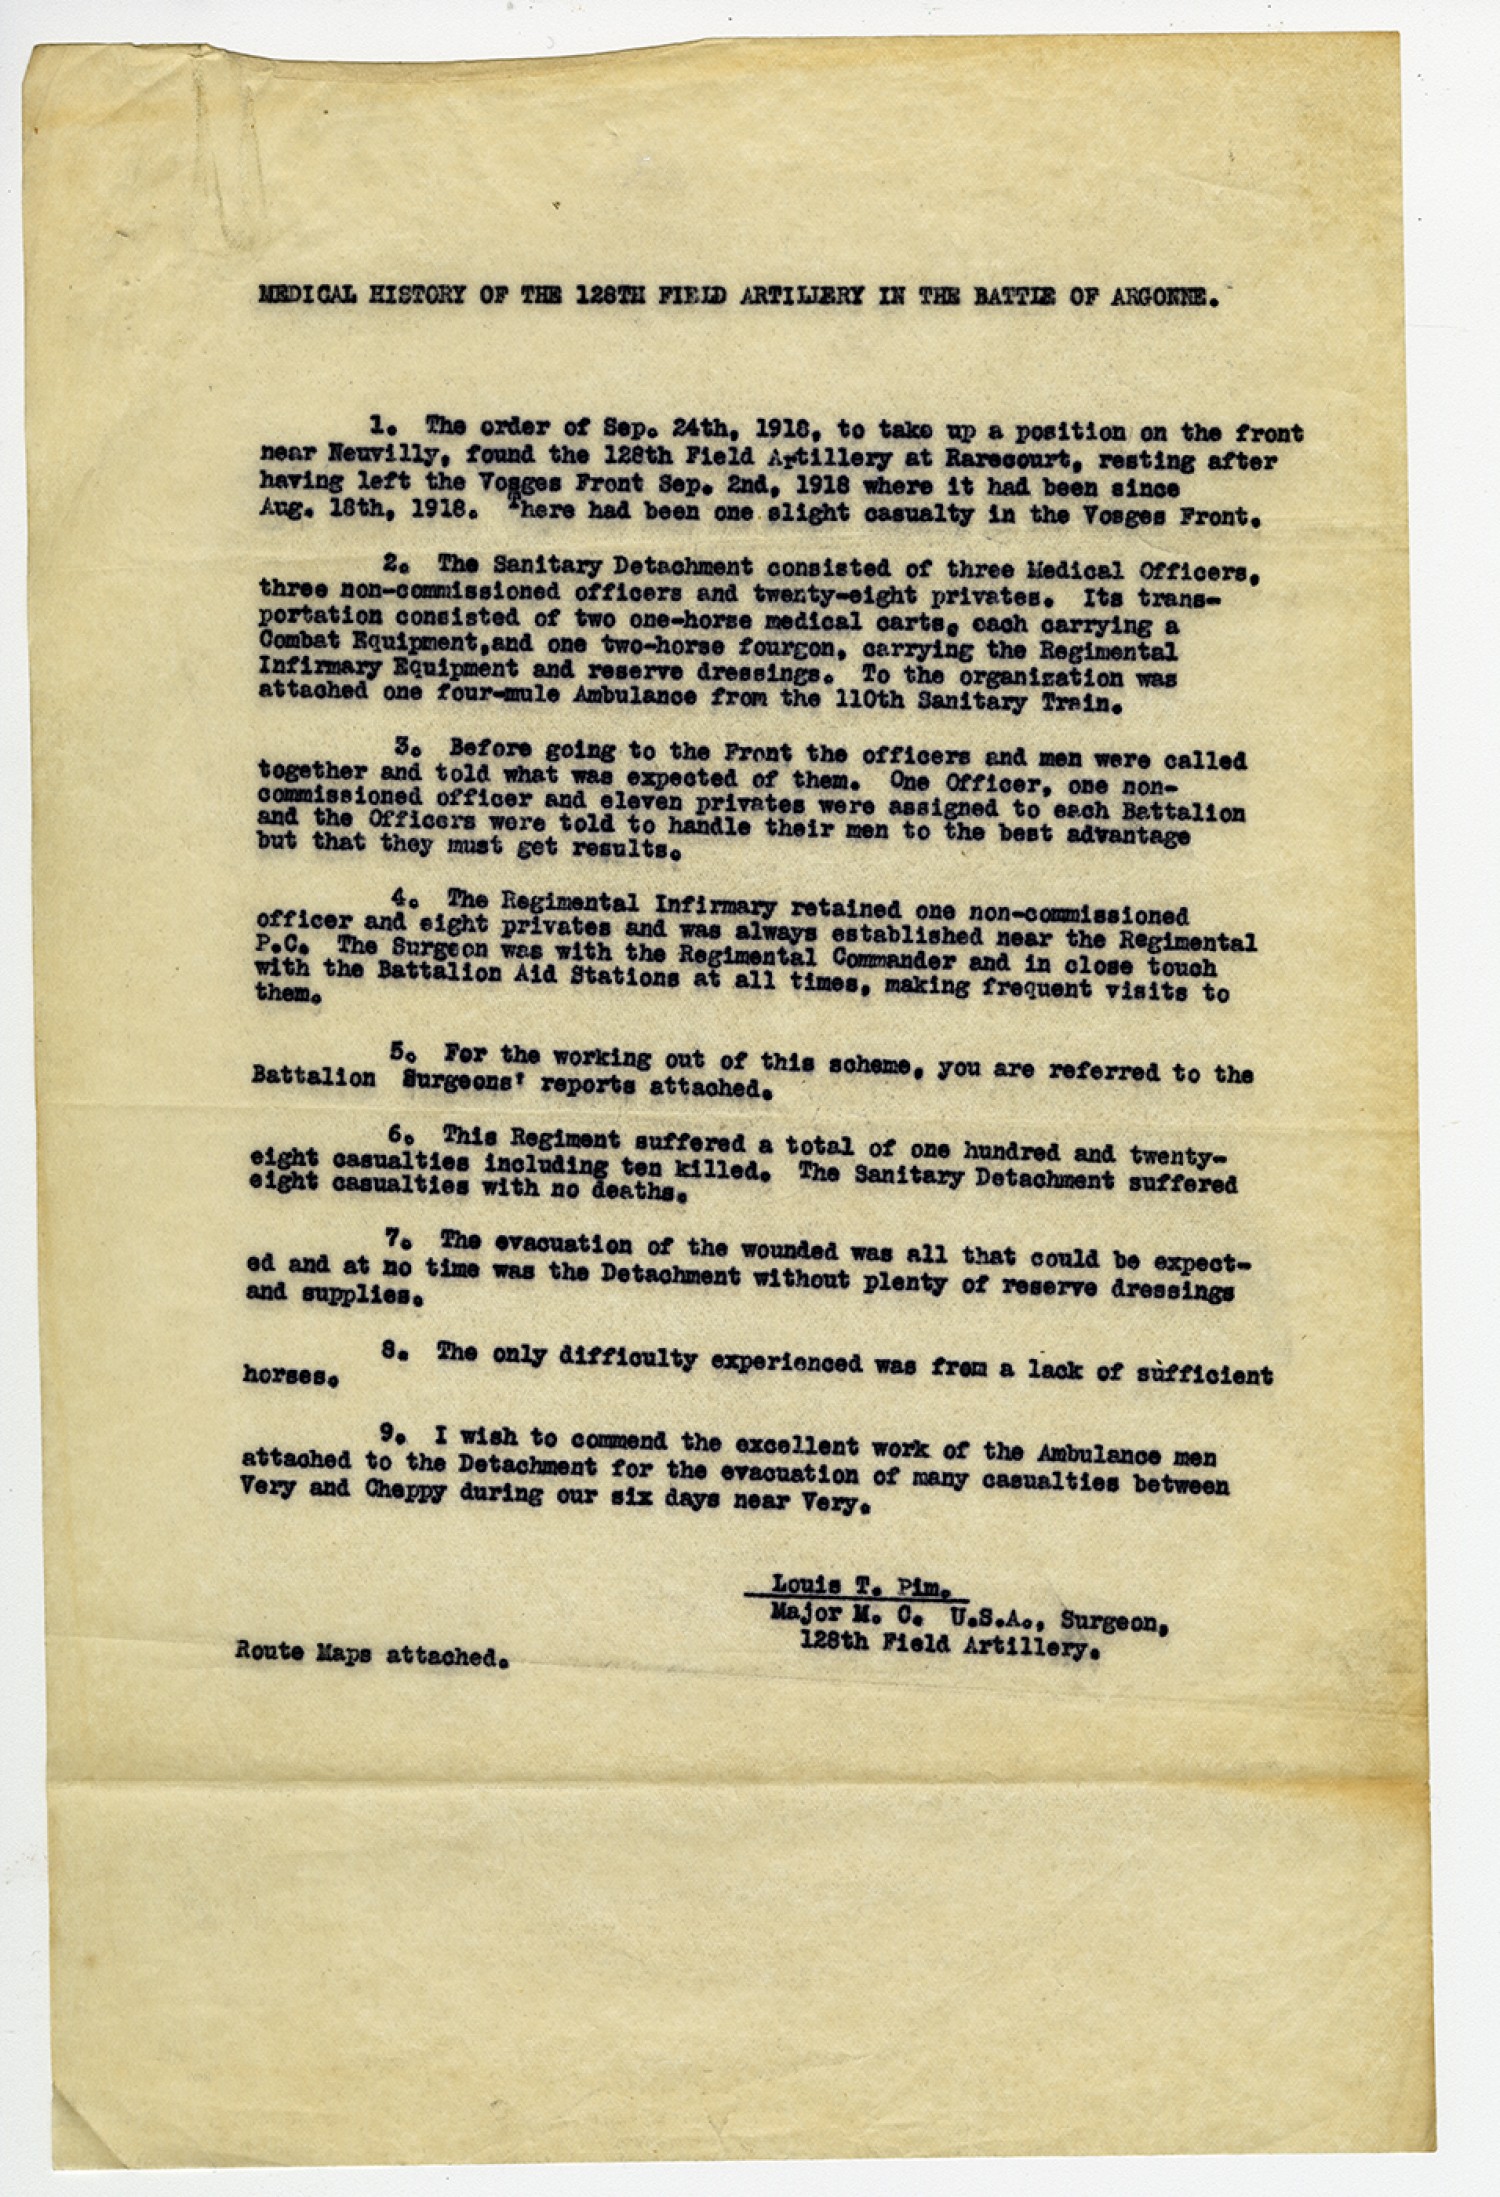 MEDICAL HISTORY OF THE 128TH FIELD ARTILLERY IN THE BATTLE OF ARGONNE.
1. The order of Sep. 24th, 1918, to take up a position on the front
near Neuvilly, found the 128th Field Artillery at Rarecourt, resting after
having left the Vosges Front Sep. 2nd, 1918 where it had been since
Aug. 18th, 1918. There had been one slight casualty in the Vosges Front.
2. The Sanitary Detachment consisted of three Medical Officers,
three non-commissioned officers and twenty-eight privates. Its trans-
portation consisted of two one-horse medical carts, each carrying a
Combat Equipment,and one two-horse fourgon, carrying the Regimental
Infirmary Equipment and reserve dressings. To the organization was
attached one four-mule Ambulance from the 110th Sanitary Train.
3. Before going to the Front the officers and men were called
together and told what was expected of them. One Officer, one non-
commissioned officer and eleven privates were assigned to each Battalion
and the Officers were told to handle their men to the best advantage
but that they must get results.
4. The Regimental Infirmary retained one non-commissioned
officer and eight privates and was always established near the Regimental
P.C. The Surgeon was with the Regimental Commander and in close touch
with the Battalion Aid Stations at all times, making frequent visits to
them.
5. For the working out of this scheme, you are referred to the
Battalion Surgeons' reports attached.
6. This Regiment suffered a total of one hundred and twenty-
eight casualties including ten killed. The Sanitary Detachment suffered
eight casualties with no deaths.
7. The evacuation of the wounded was all that could be expect-
ed and at no time was the Detachment without plenty of reserve dressings
and supplies.
8. The only difficulty experienced was from a lack of sufficient
horses.
9. I wish to commend the excellent work of the Ambulance men
attached to the Detachment for the evacuation of many casualties between
Very and Cheppy during our six days near Very.
Louis T. Pim.
Major M. C. U.S.A., Surgeon,
128th Field Artillery.
Route Maps attached.